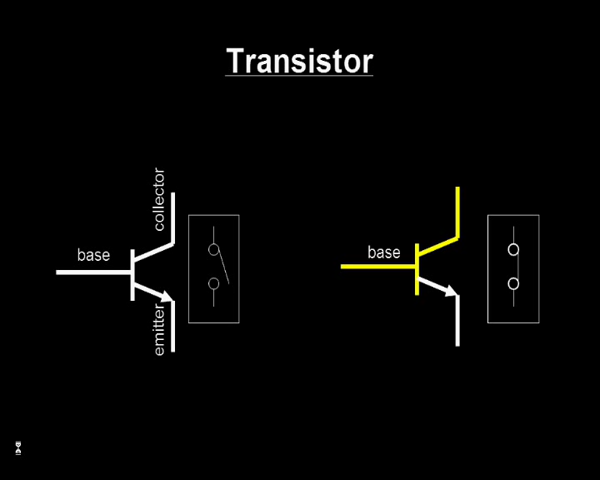 Transistor
collector
base
emitter
base